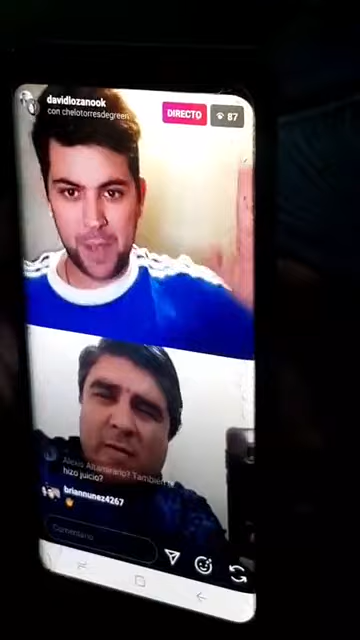 davidlozanook
con chelotorresdegreen
DIRECTO
87
Alexis Altamirano? También
hizo juicio?
briannunez4267
Comentario